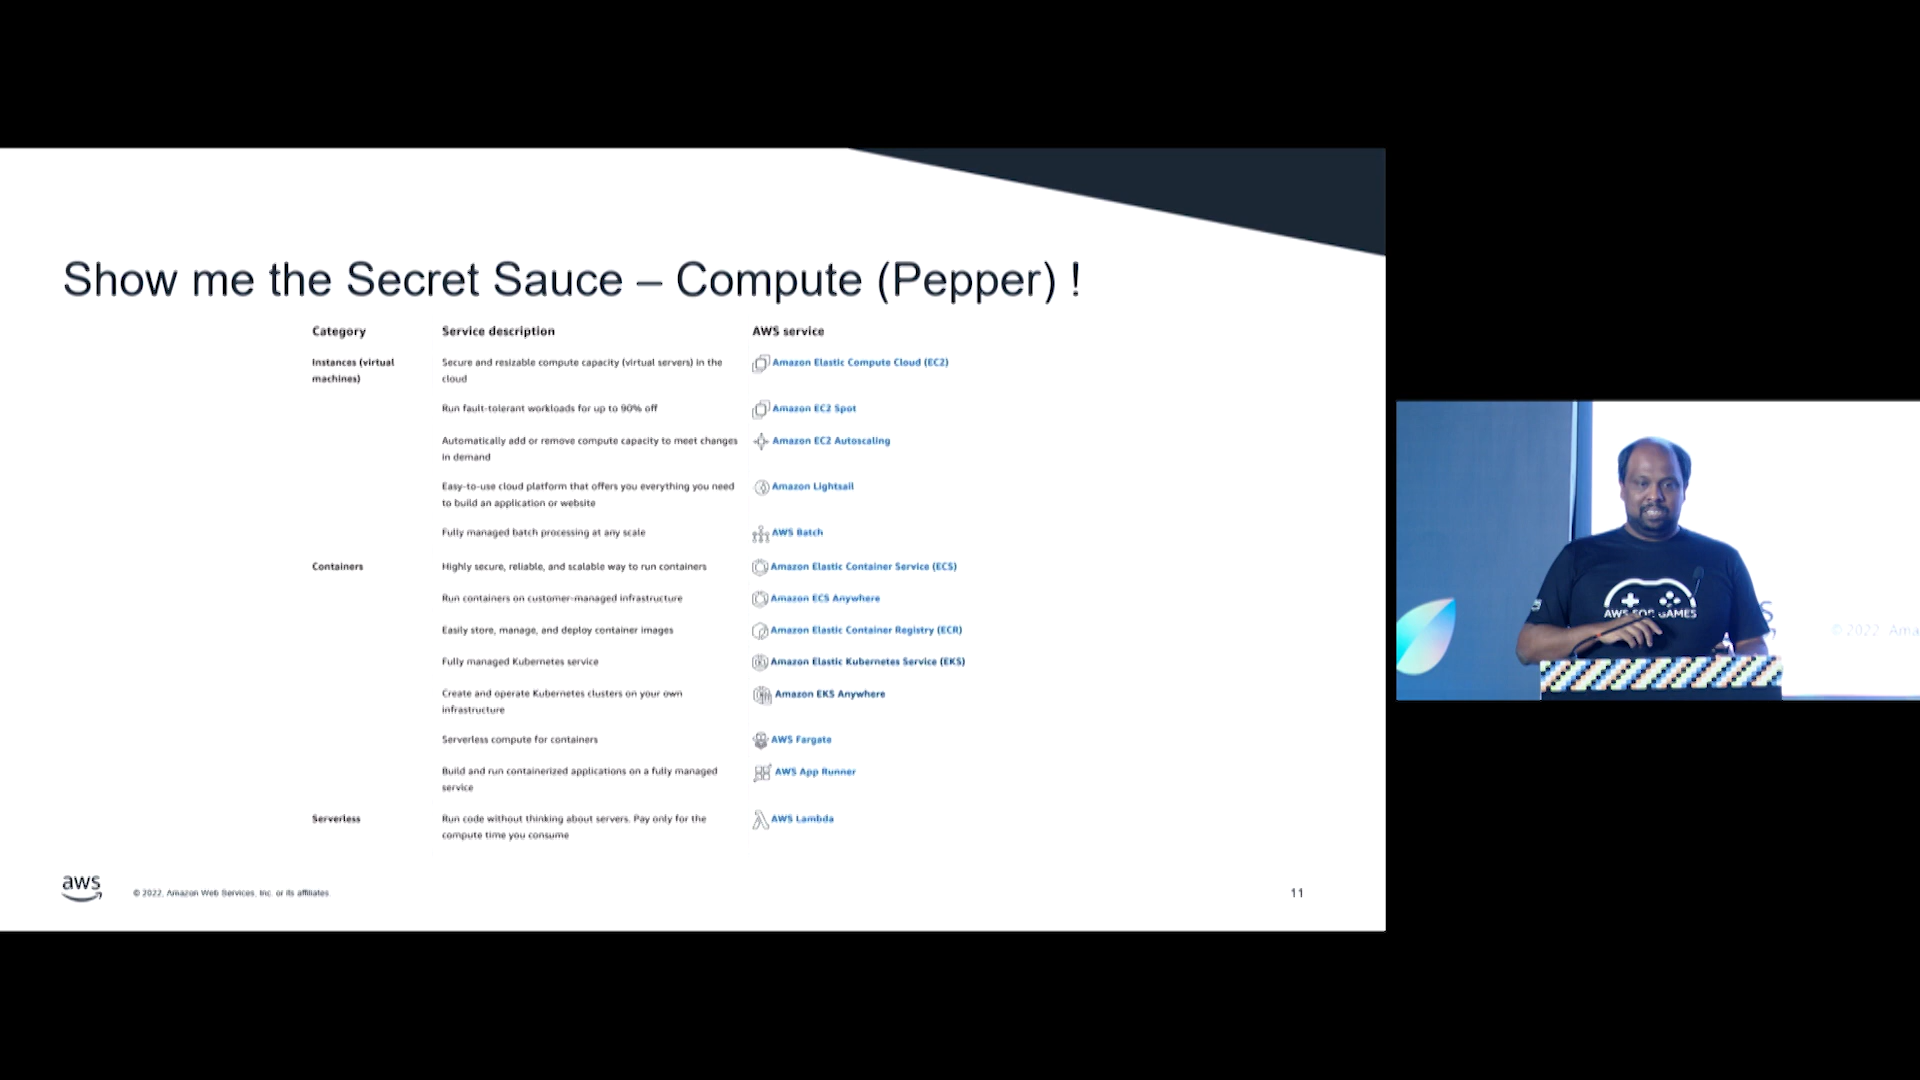 Show me the Secret Sauce – Compute (Pepper) !
Category Service description AWS service
Instances (virtual machines)
Secure and resizable compute capacity (virtual servers) in the
cloud
Amazon Elastic Compute Cloud (EC2)
Run fault-tolerant workloads for up to 90% off
Amazon EC2 Spot
Automatically add or remove compute capacity to meet changes
in demand
Amazon EC2 Autoscaling
Easy-to-use cloud platform that offers you everything you need
to build an application or website
Amazon Lightsail
Fully managed batch processing at any scale
AWS Batch
Containers
Highly secure, reliable, and scalable way to run containers
Amazon Elastic Container Service (ECS)
Run containers on customer-managed infrastructure
Amazon ECS Anywhere
Easily store, manage, and deploy container images
Amazon Elastic Container Registry (ECR)
Fully managed Kubernetes service
Amazon Elastic Kubernetes Service (EKS)
Create and operate Kubernetes clusters on your own
infrastructure
Amazon EKS Anywhere
Serverless compute for containers
AWS Fargate
Build and run containerized applications on a fully managed
service
AWS App Runner
Serverless
Run code without thinking about servers. Pay only for the
compute time you consume
AWS Lambda
aws
© 2022, Amazon Web Services, Inc. or its affiliates.
11
AWS FOR GAMES
© 2022, Ama